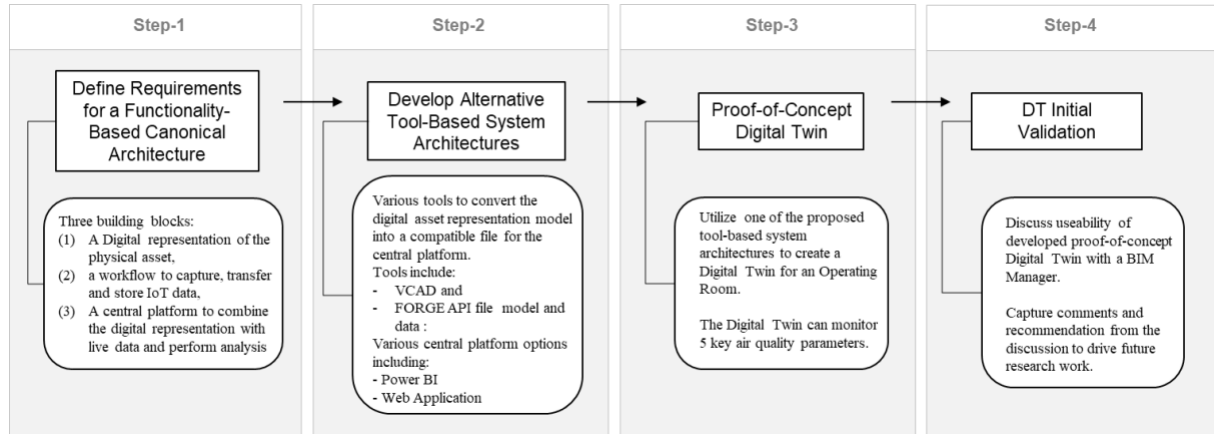 Step-1
Define Requirements
for a Functionality-
Based Canonical
Architecture
Three building blocks:
(1) A Digital representation of the
physical asset,
(2) a workflow to capture, transfer
and store IoT data,
(3) A central platform to combine
the digital representation with
live data and perform analysis
Step-2
Develop Alternative
Tool-Based System
Architectures
Various tools to convert the
digital asset representation model
into a compatible file for the
central platform.
Tools include:
- VCAD and
- FORGE API file model and
data :
Various central platform options
including:
- Power BI
- Web Application
Step-3
Proof-of-Concept
Digital Twin
Utilize one of the proposed
tool-based system
architectures to create a
Digital Twin for an Operating
Room.
The Digital Twin can monitor
5 key air quality parameters.
Step-4
DT Initial
Validation
Discuss useability of
developed proof-of-concept
Digital Twin with a BIM
Manager.
Capture comments and
recommendation from the
discussion to drive future
research work.